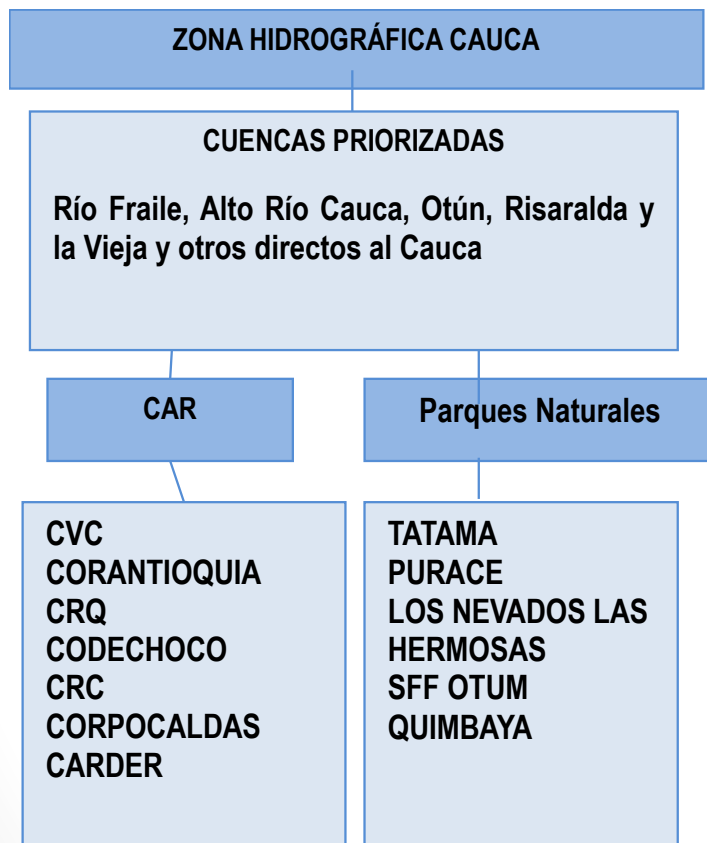 ZONA HIDROGRÁFICA CAUCA
CUENCAS PRIORIZADAS
Río Fraile, Alto Río Cauca, Otún, Risaralda y
la Vieja y otros directos al Cauca
CAR
Parques Naturales
CVC
CORANTIOQUIA
CRQ
CODECHOCO
CRC
CORPOCALDAS
CARDER
TATAMA
PURACE
LOS NEVADOS LAS
HERMOSAS
SFF OTUM
QUIMBAYA